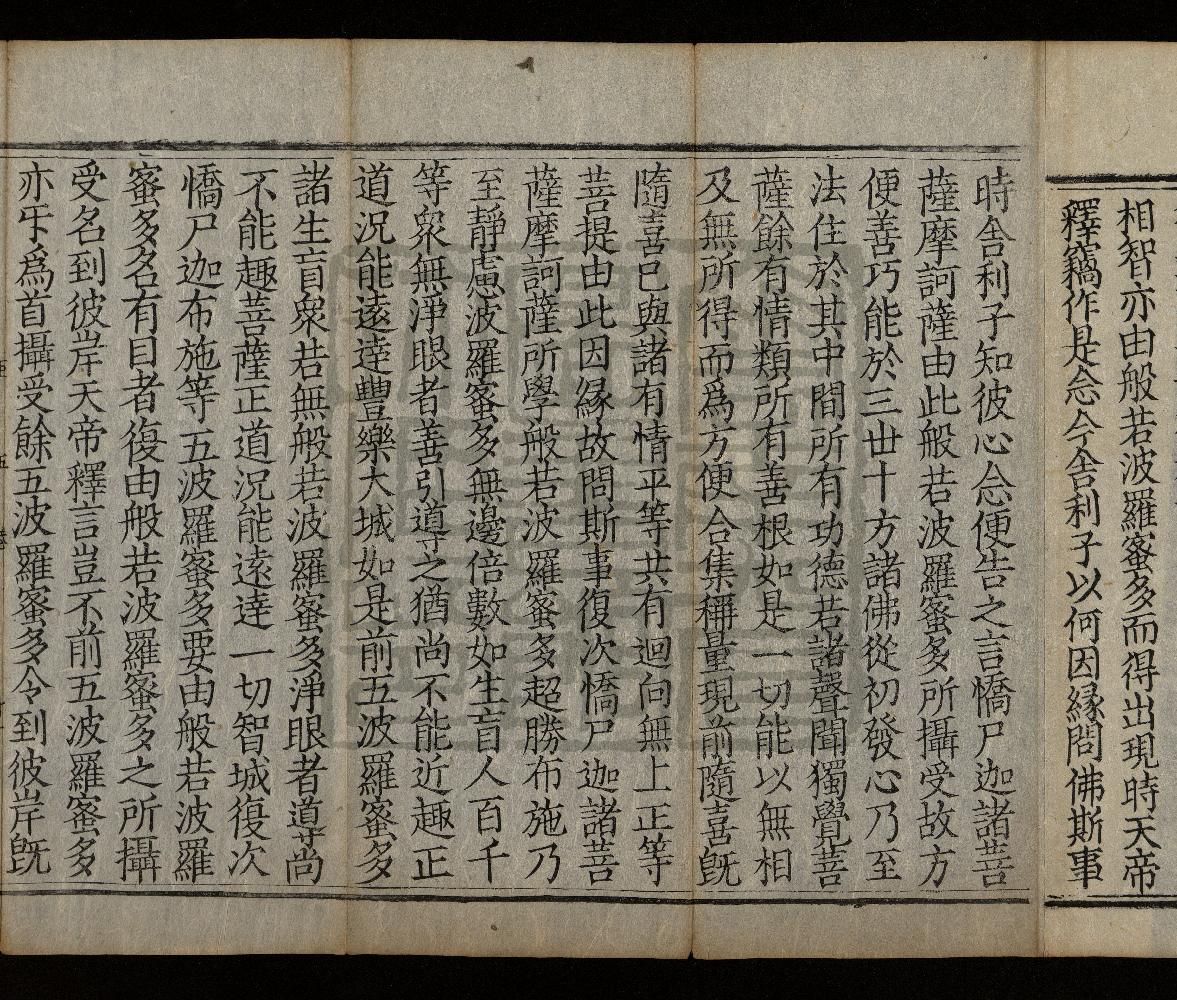 相智亦由般若波羅蜜多而得出現時天帝
釋竊作是念今舍利子以何因緣問佛斯事
時舍利子知彼心念便告之言憍尸迦諸菩
薩摩訶薩由此般若波羅蜜多所攝受故方
便善巧能於三世十方諸佛從初發心乃至
法住於其中間所有功德若諸聲聞獨覺菩
薩餘有情類所有善根如是一切能以無相
及無所得而爲方便合集稱量現前隨喜旣
隨喜已與諸有情平等共有迴向無上正等
菩提由此因緣故問斯事復次憍尸迦諸菩
薩摩訶薩所學般若波羅蜜多超勝布施乃
至靜慮波羅蜜多無邊倍數如生盲人百千
等衆無淨眼者善引導之猶尚不能近趣正
道況能遠達豐樂大城如是前五波羅蜜多
諸生盲衆若無般若波羅蜜多淨眼者導尚
不能趣菩薩正道況能遠達一切智城復次
憍尸迦布施等五波羅蜜多要由般若波羅
蜜多名有目者復由般若波羅蜜多之所攝
受名到彼岸天帝釋言豈不前五波羅蜜多
亦互爲首攝受餘五波羅蜜多令到彼岸旣